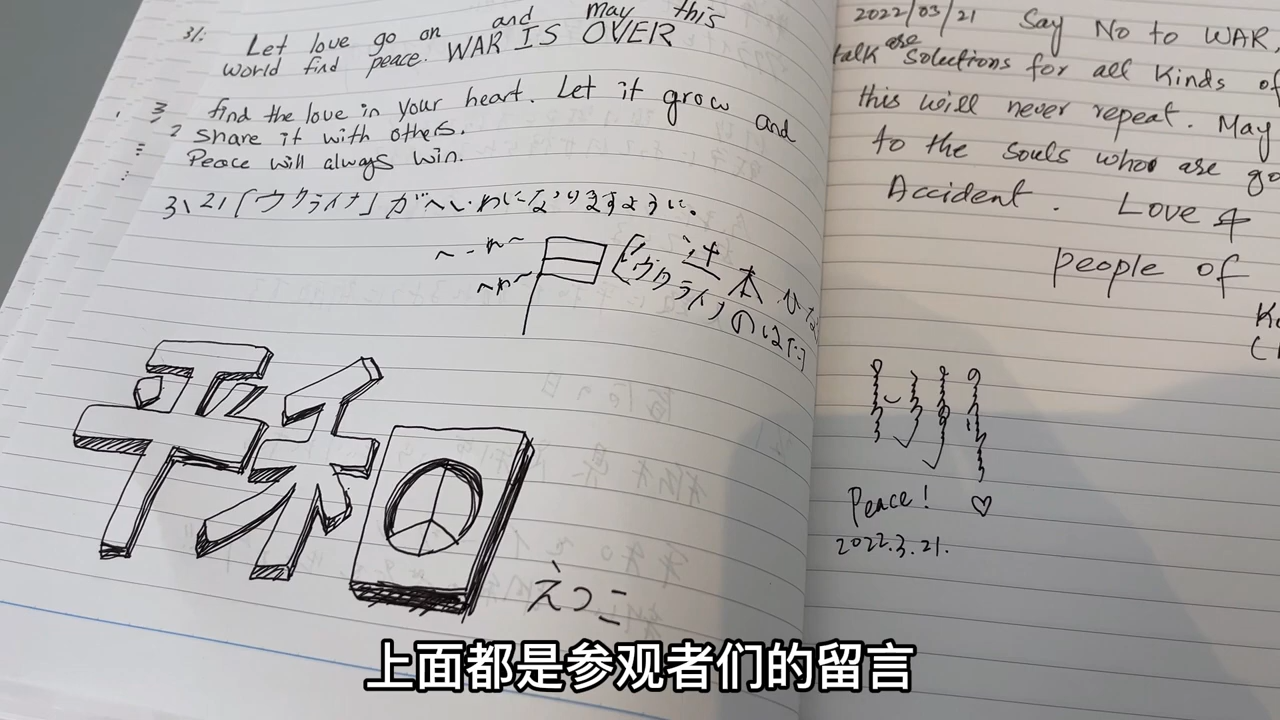 and may this
31.
Let love go on
world find peace. WAR IS OVER
find the love in your heart. Let it grow and
share it with others.
Peace will always win.
3、21「ウクライナ」がへいわになりますように。
辻本
(ウクライナのはた)
平和
えつこ
2022/03/21 Say No to WAR,
talk are solutions for all kinds of
this will never repeat. May
to the souls who are go
Accident. Love &
people of
Peace! ♡
2022.3.21.
上面都是参观者们的留言